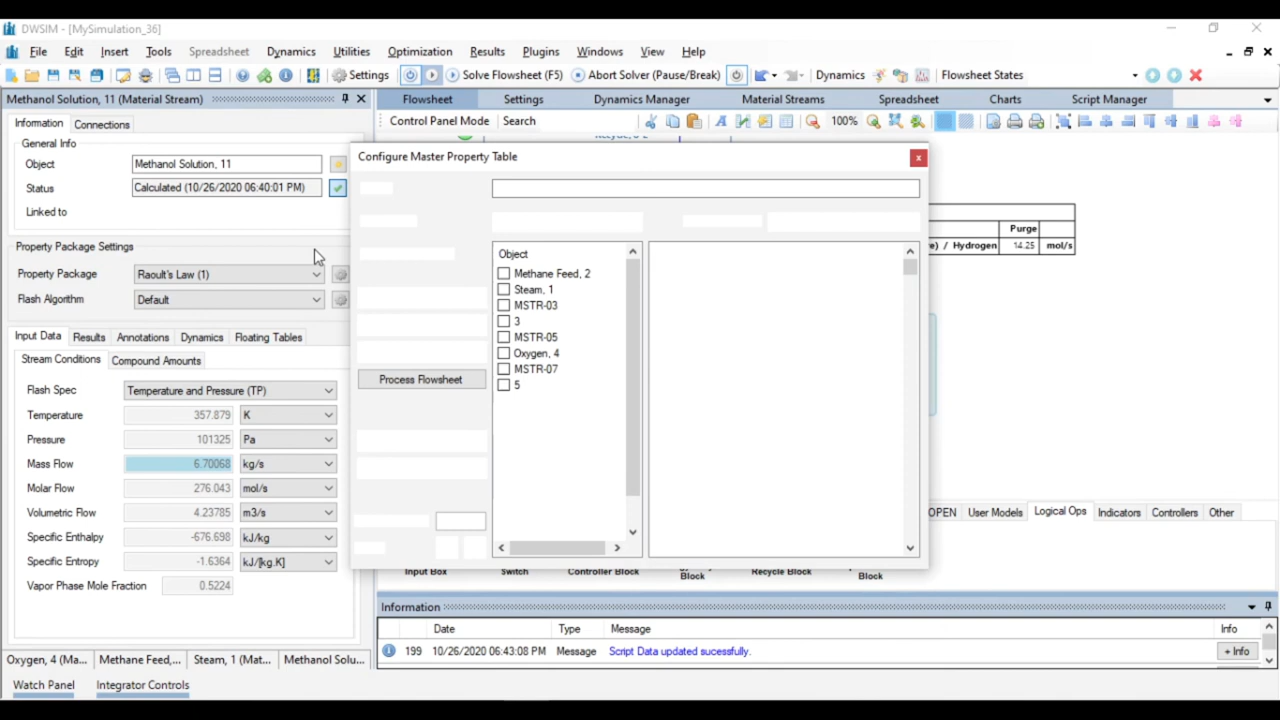 DWSIM - [MySimulation_36]
File Edit Insert Tools Spreadsheet Dynamics Utilities Optimization Results Plugins Windows View Help
Settings Solve Flowsheet (F5) Abort Solver (Pause/Break) Dynamics Flowsheet States
Methanol Solution, 11 (Material Stream)
Flowsheet Settings Dynamics Manager Material Streams Spreadsheet Charts Script Manager
Control Panel Mode Search 100%
Information Connections
General Info
Object Methanol Solution, 11
Status Calculated (10/26/2020 06:40:01 PM)
Linked to
Property Package Settings
Property Package Raoult's Law (1)
Flash Algorithm Default
Input Data Results Annotations Dynamics Floating Tables
Stream Conditions Compound Amounts
Flash Spec Temperature and Pressure (TP)
Temperature 357.879 K
Pressure 101325 Pa
Mass Flow 6.70068 kg/s
Molar Flow 276.043 mol/s
Volumetric Flow 4.23785 m3/s
Specific Enthalpy -676.698 kJ/kg
Specific Entropy -1.6364 kJ/[kg.K]
Vapor Phase Mole Fraction 0.5224
Oxygen, 4 (Ma... Methane Feed,... Steam, 1 (Mat... Methanol Solu...
Watch Panel Integrator Controls
Configure Master Property Table
x
Object
Methane Feed, 2
Steam, 1
MSTR-03
3
MSTR-05
Oxygen, 4
MSTR-07
5
Process Flowsheet
Purge
e) / Hydrogen 14.25 mol/s
OPEN User Models Logical Ops Indicators Controllers Other
Input Box Switch Controller Block Block Recycle Block Block
Information
Date Type Message Info
199 10/26/2020 06:43:08 PM Message Script Data updated sucessfully. + Info